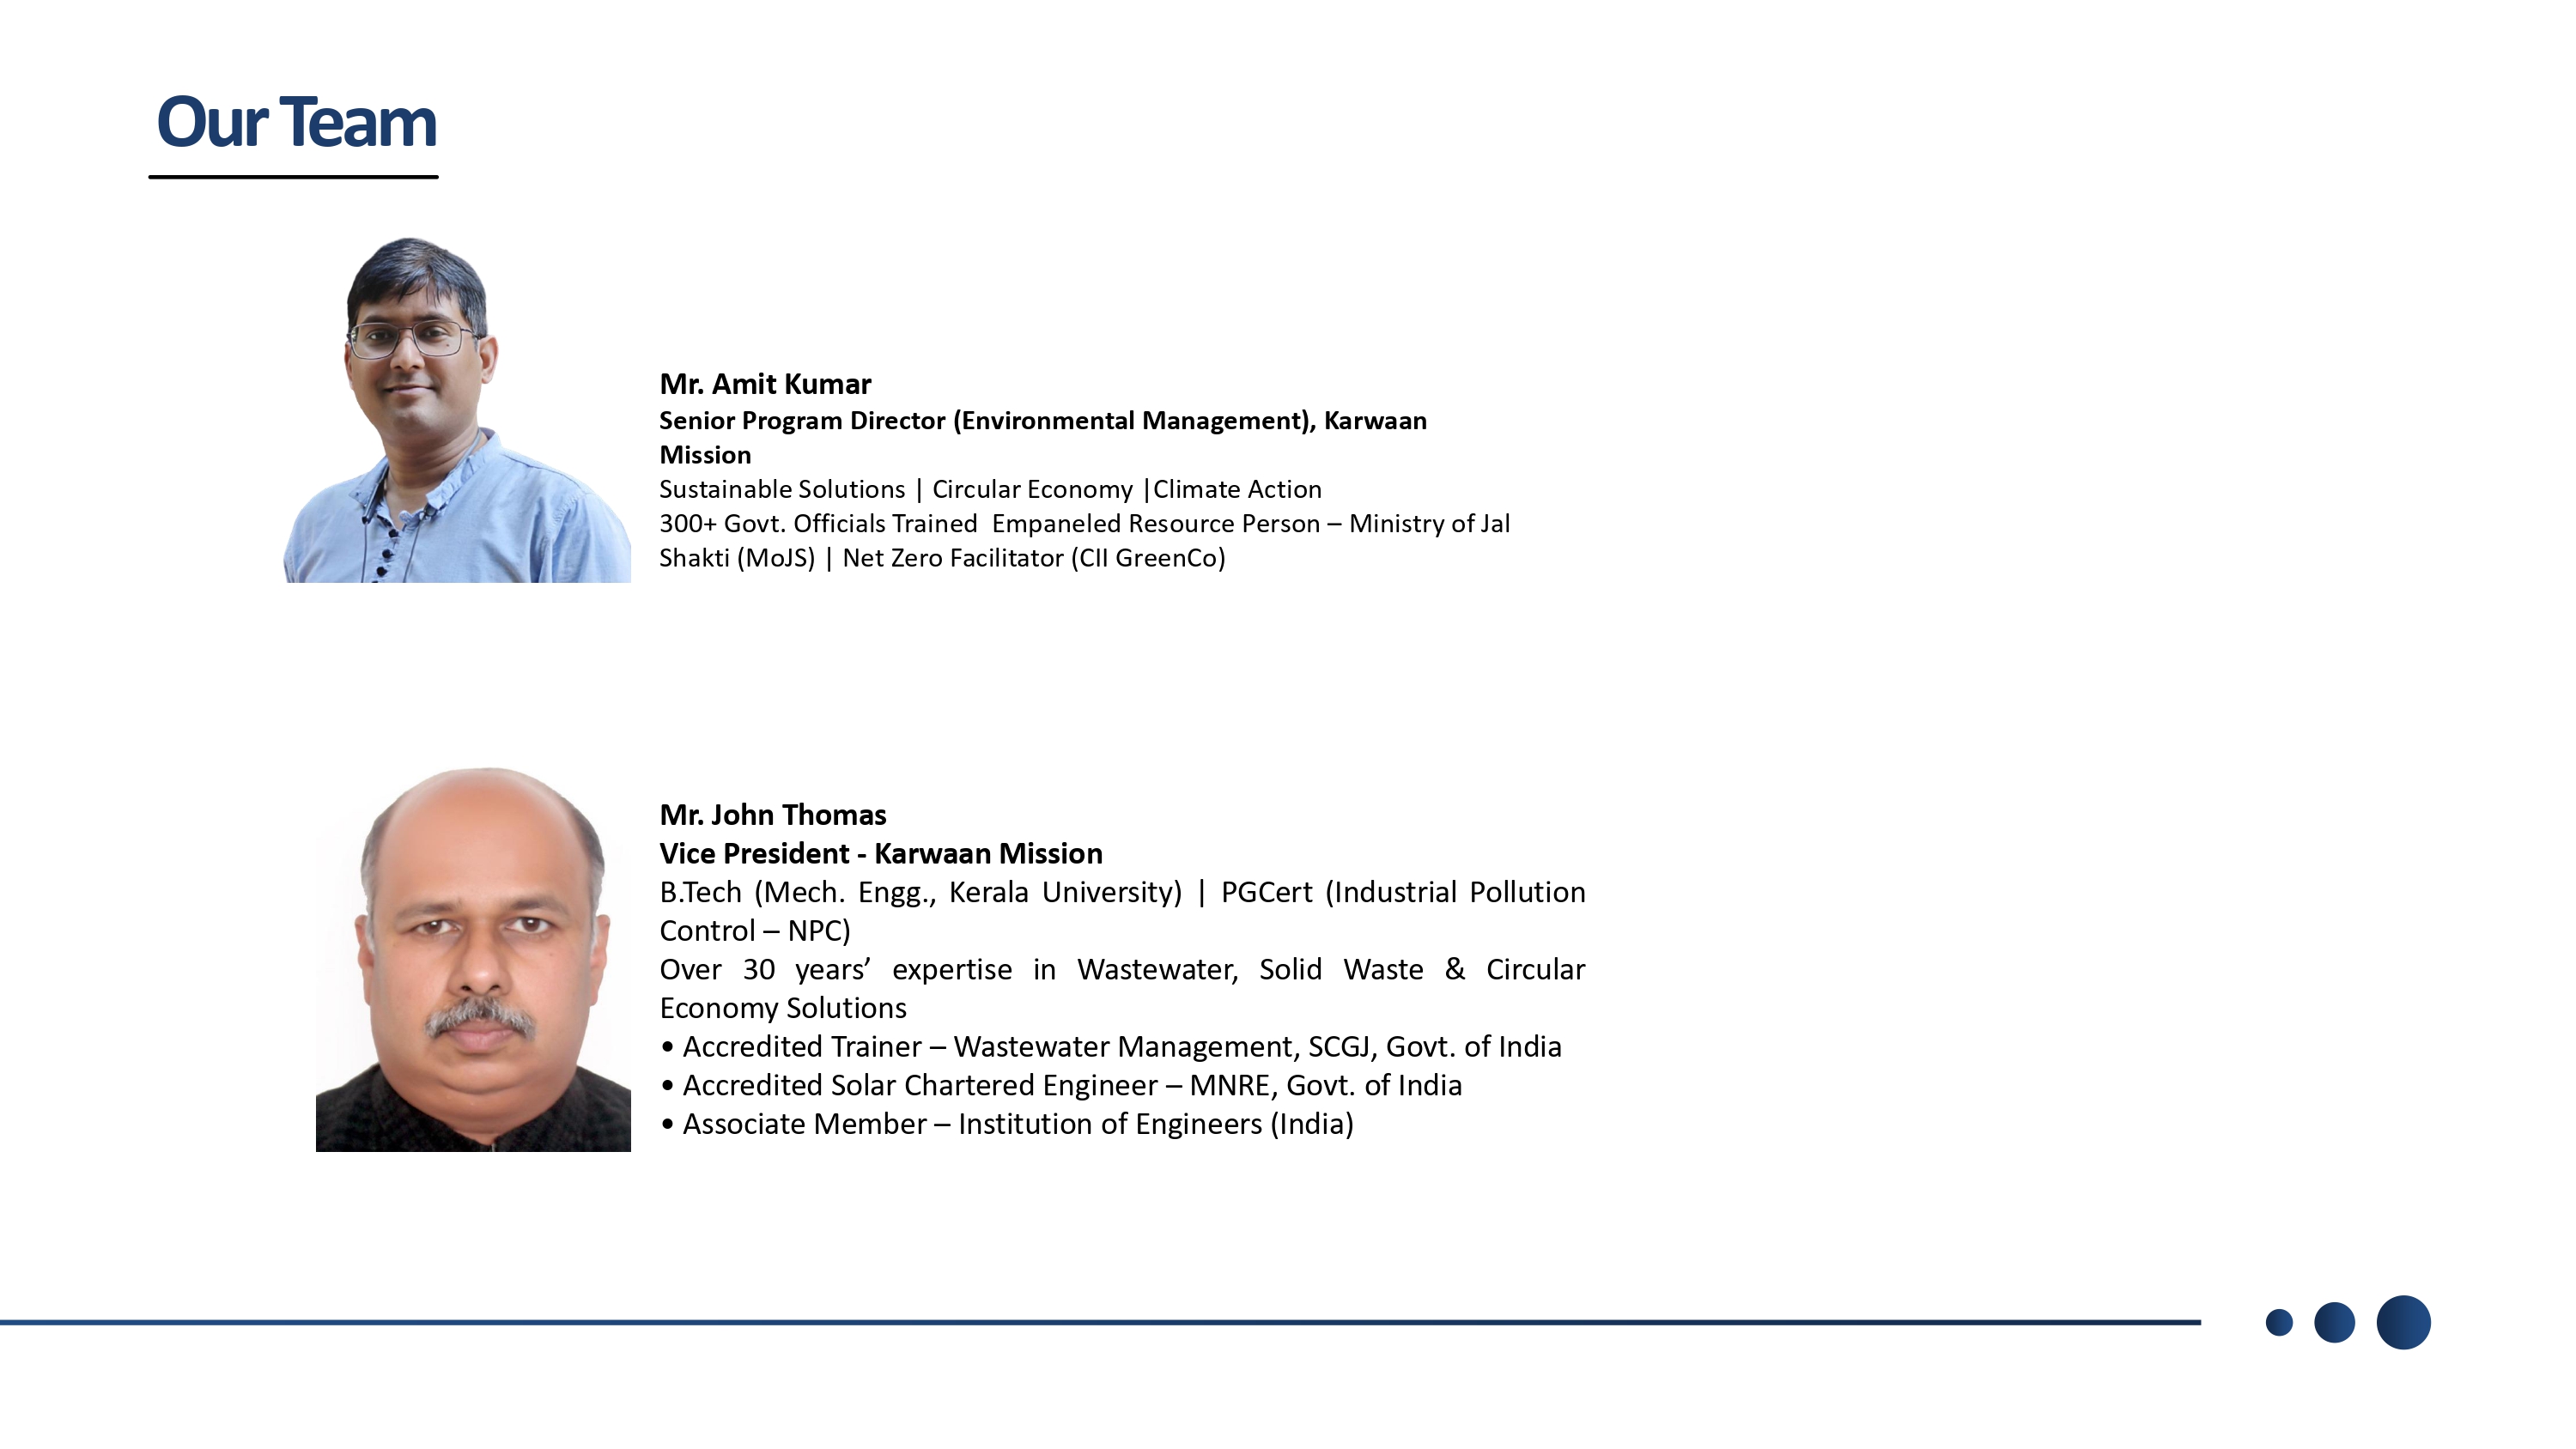 Our Team
Mr. Amit Kumar
Senior Program Director (Environmental Management), Karwaan
Mission
Sustainable Solutions | Circular Economy |Climate Action
300+ Govt. Officials Trained  Empaneled Resource Person – Ministry of Jal
Shakti (MoJS) | Net Zero Facilitator (CII GreenCo)
Mr. John Thomas
Vice President - Karwaan Mission
B.Tech (Mech. Engg., Kerala University) | PGCert (Industrial Pollution
Control – NPC)
Over 30 years’ expertise in Wastewater, Solid Waste & Circular
Economy Solutions
• Accredited Trainer – Wastewater Management, SCGJ, Govt. of India
• Accredited Solar Chartered Engineer – MNRE, Govt. of India
• Associate Member – Institution of Engineers (India)